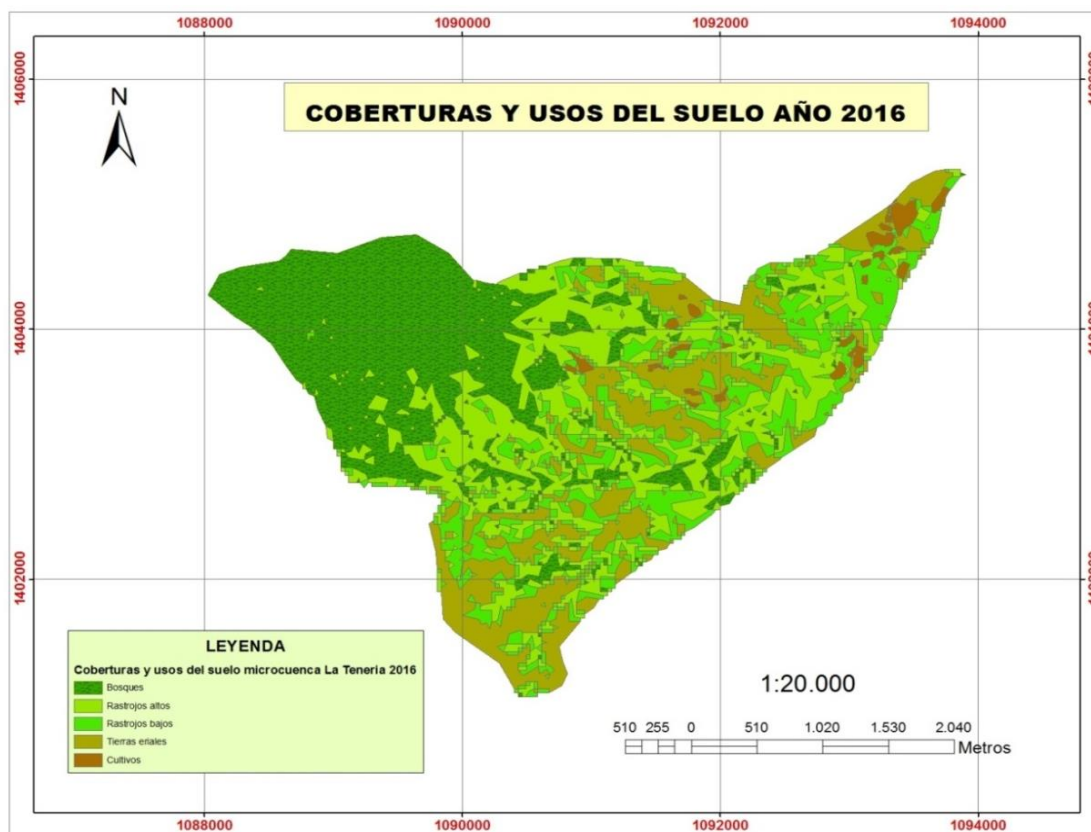 1088000 1090000 1092000 1094000
1406000
N
COBERTURAS Y USOS DEL SUELO AÑO 2016
1404000
1402000
LEYENDA
Coberturas y usos del suelo microcuenca La Teneria 2016
Bosques
Rastrojos altos
Rastrojos bajos
Tierras eriales
Cultivos
1:20.000
510 255 0 510 1.020 1.530 2.040
Metros
1088000 1090000 1092000 1094000